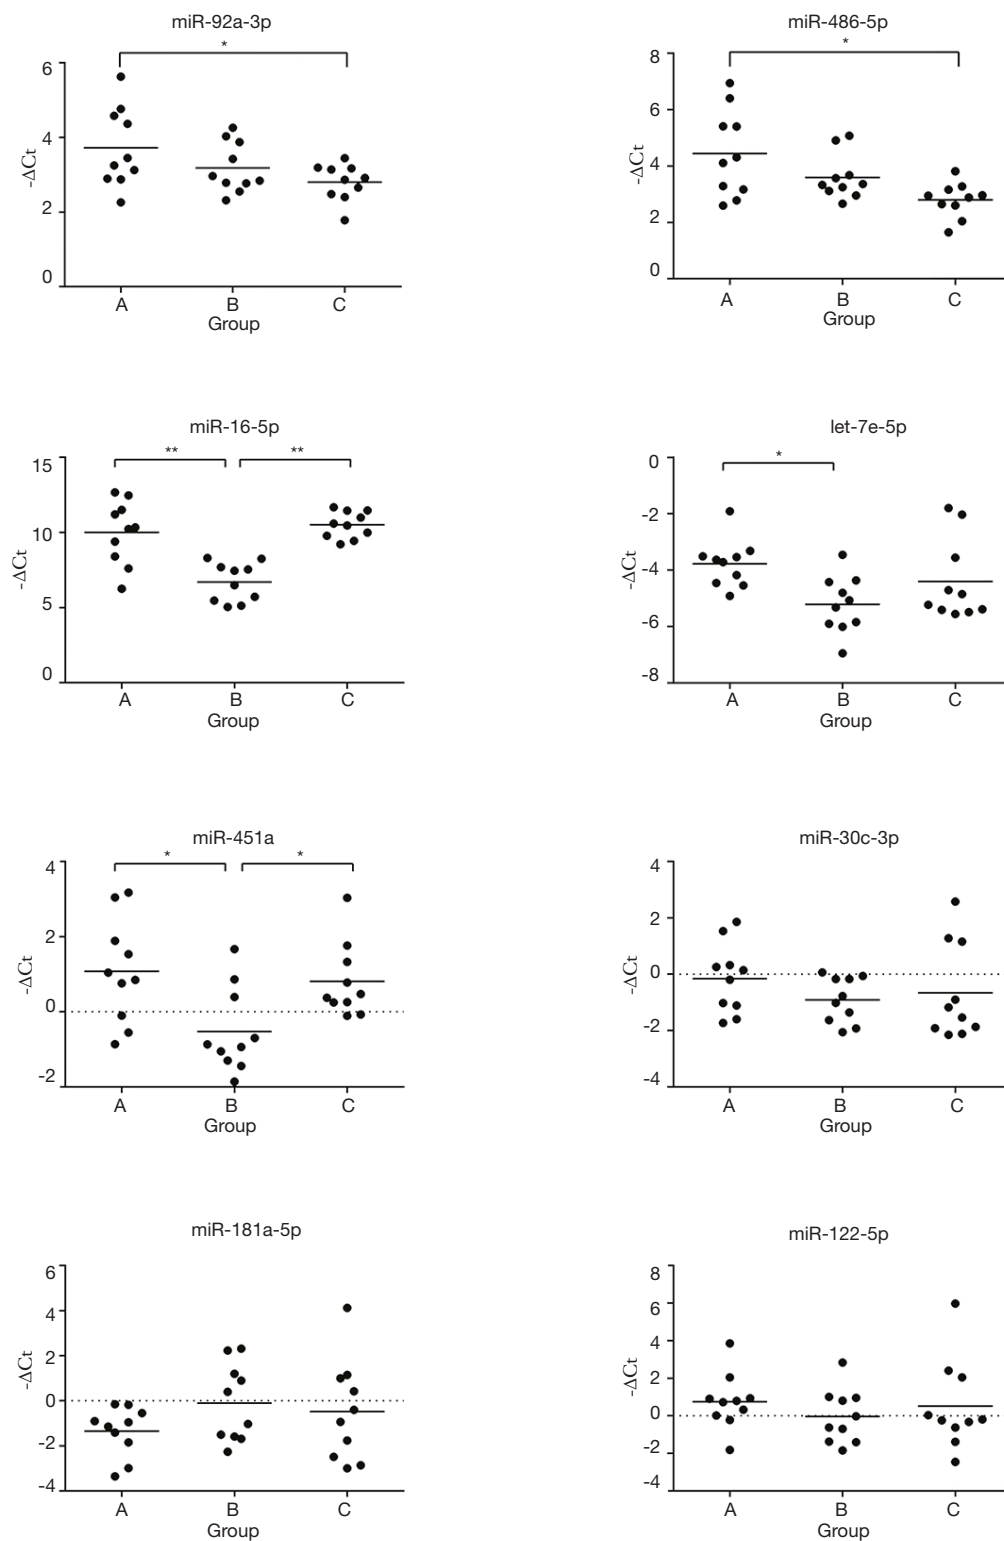 miR-92a-3p
*
6
4
2
0
-ΔCt
A B C
Group
miR-486-5p
*
8
6
4
2
0
-ΔCt
A B C
Group
miR-16-5p
** **
15
10
5
0
-ΔCt
A B C
Group
let-7e-5p
*
0
-2
-4
-6
-8
-ΔCt
A B C
Group
miR-451a
* *
4
2
0
-2
-ΔCt
A B C
Group
miR-30c-3p
4
2
0
-2
-4
-ΔCt
A B C
Group
miR-181a-5p
6
4
2
0
-2
-4
-ΔCt
A B C
Group
miR-122-5p
8
6
4
2
0
-2
-4
-ΔCt
A B C
Group